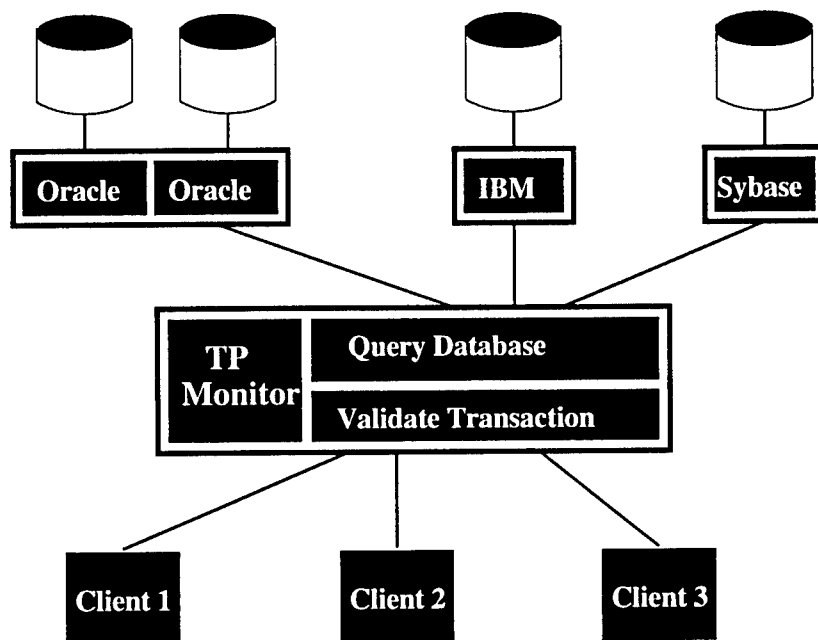 Oracle
Oracle
IBM
Sybase
TP
Monitor
Query Database
Validate Transaction
Client 1
Client 2
Client 3